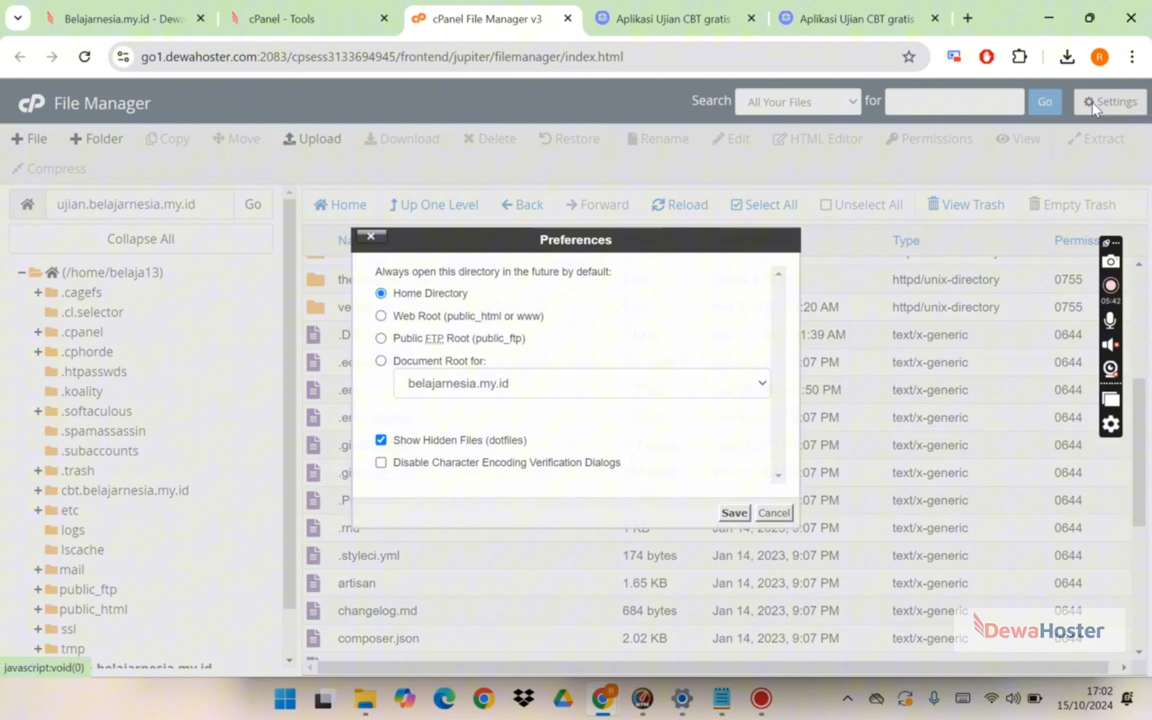 Belajarnesia.my.id - Dewa
cPanel - Tools
cPanel File Manager v3
Aplikasi Ujian CBT gratis
Aplikasi Ujian CBT gratis
go1.dewahoster.com:2083/cpsess3133694945/frontend/jupiter/filemanager/index.html
R
cP File Manager
Search All Your Files for Go Settings
File Folder Copy Move Upload Download Delete Restore Rename Edit HTML Editor Permissions View Extract
Compress
ujian.belajarnesia.my.id Go
Home Up One Level Back Forward Reload Select All Unselect All View Trash Empty Trash
Collapse All
(/home/belaja13)
.cagefs
.cl.selector
.cpanel
.cphorde
.htpasswds
.koality
.softaculous
.spamassassin
.subaccounts
.trash
cbt.belajarnesia.my.id
etc
logs
lscache
mail
public_ftp
public_html
ssl
tmp
javascript:void(0)
Type Permiss
httpd/unix-directory 0755
httpd/unix-directory 0755
text/x-generic 0644
text/x-generic 0644
text/x-generic 0644
text/x-generic 0644
text/x-generic 0644
text/x-generic 0644
text/x-generic 0644
text/x-generic 0644
.styleci.yml 174 bytes Jan 14, 2023, 9:07 PM text/x-generic 0644
artisan 1.65 KB Jan 14, 2023, 9:07 PM text/x-generic 0644
changelog.md 684 bytes Jan 14, 2023, 9:07 PM text/x-generic 0644
composer.json 2.02 KB Jan 14, 2023, 9:07 PM text/x-generic 0644
Preferences
Always open this directory in the future by default:
Home Directory
Web Root (public_html or www)
Public FTP Root (public_ftp)
Document Root for:
belajarnesia.my.id
Show Hidden Files (dotfiles)
Disable Character Encoding Verification Dialogs
Save Cancel
05:42
DewaHoster
17:02
15/10/2024